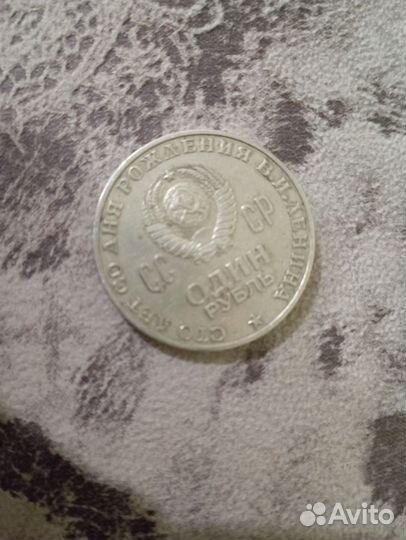 СТО ЛЕТ СО ДНЯ РОЖДЕНИЯ В.И.ЛЕНИНА
СС СР
ОДИН
РУБЛЬ
Avito